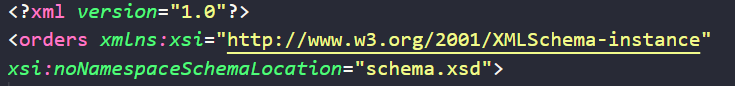 <?xml version="1.0"?>
<orders xmlns:xsi="http://www.w3.org/2001/XMLSchema-instance"
xsi:noNamespaceSchemaLocation="schema.xsd">